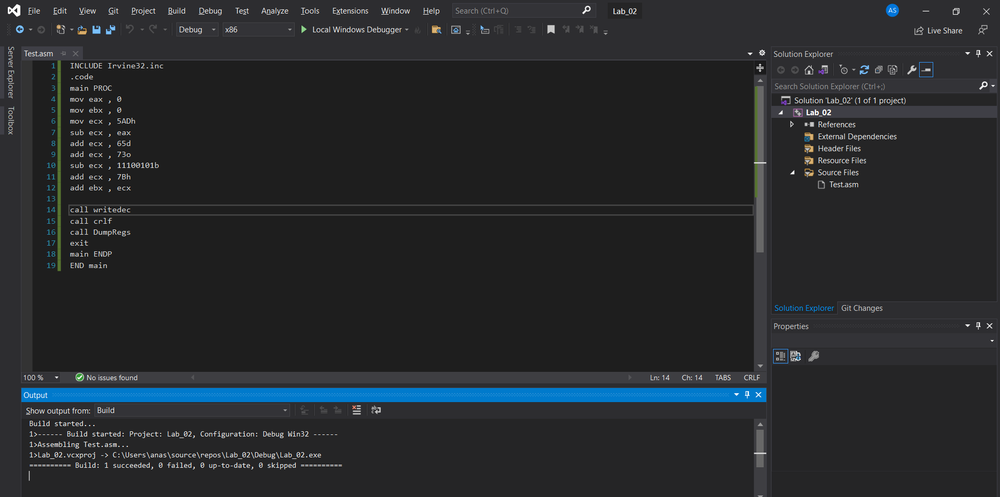 File Edit View Git Project Build Debug Test Analyze Tools Extensions Window Help Search (Ctrl+Q) Lab_02 AS
Debug x86 Local Windows Debugger Live Share
Server Explorer
Toolbox
Test.asm
1 INCLUDE Irvine32.inc
2 .code
3 main PROC
4 mov eax , 0
5 mov ebx , 0
6 mov ecx , 5ADh
7 sub ecx , eax
8 add ecx , 65d
9 add ecx , 73o
10 sub ecx , 11100101b
11 add ecx , 7Bh
12 add ebx , ecx
13
14 call writedec
15 call crlf
16 call DumpRegs
17 exit
18 main ENDP
19 END main
100 % No issues found Ln: 14 Ch: 14 TABS CRLF
Output
Show output from: Build
Build started...
1>------ Build started: Project: Lab_02, Configuration: Debug Win32 ------
1>Assembling Test.asm...
1>Lab_02.vcxproj -> C:\Users\anas\source\repos\Lab_02\Debug\Lab_02.exe
========== Build: 1 succeeded, 0 failed, 0 up-to-date, 0 skipped ==========
Solution Explorer
Search Solution Explorer (Ctrl+;)
Solution 'Lab_02' (1 of 1 project)
Lab_02
References
External Dependencies
Header Files
Resource Files
Source Files
Test.asm
Solution Explorer Git Changes
Properties